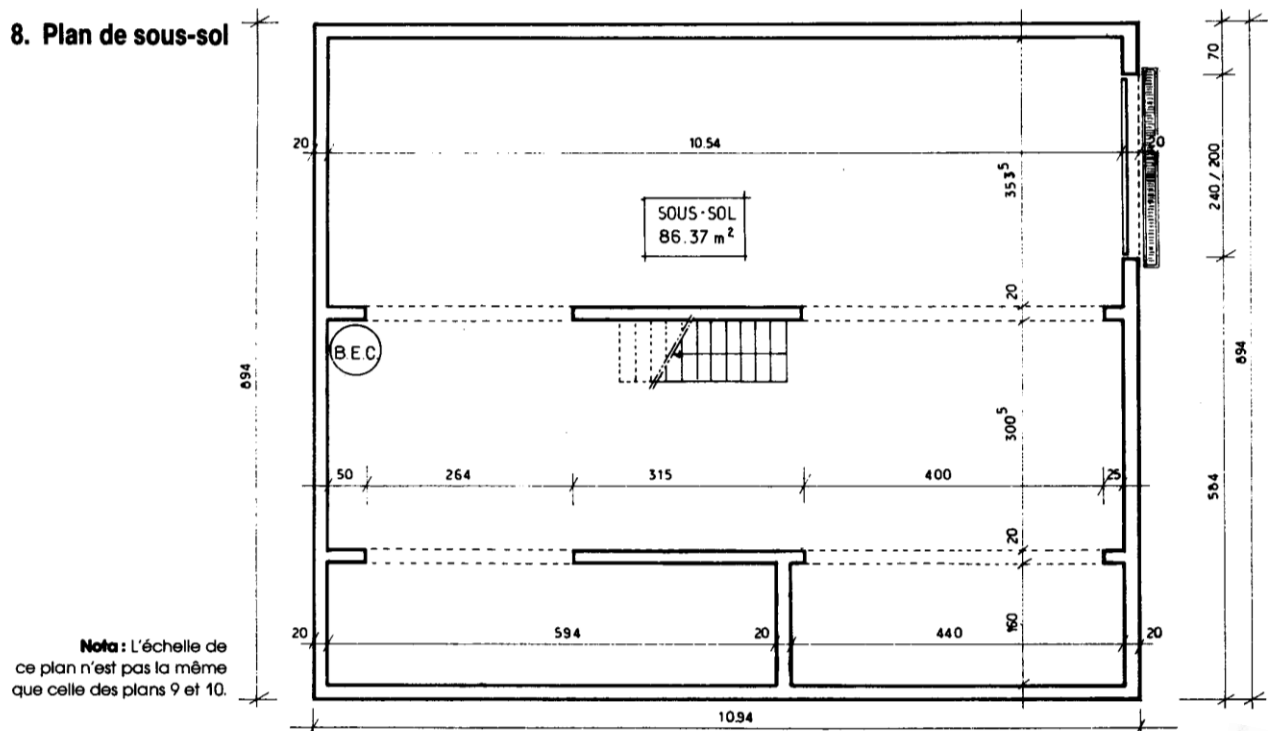 8. Plan de sous-sol
70
20
10.54
353⁵
240 / 200
SOUS-SOL
86.37 m²
20
B.E.C.
894
894
300⁵
50
264
315
400
25
584
20
20
594
20
440
160
20
Nota : L'échelle de
ce plan n'est pas la même
que celle des plans 9 et 10.
10.94